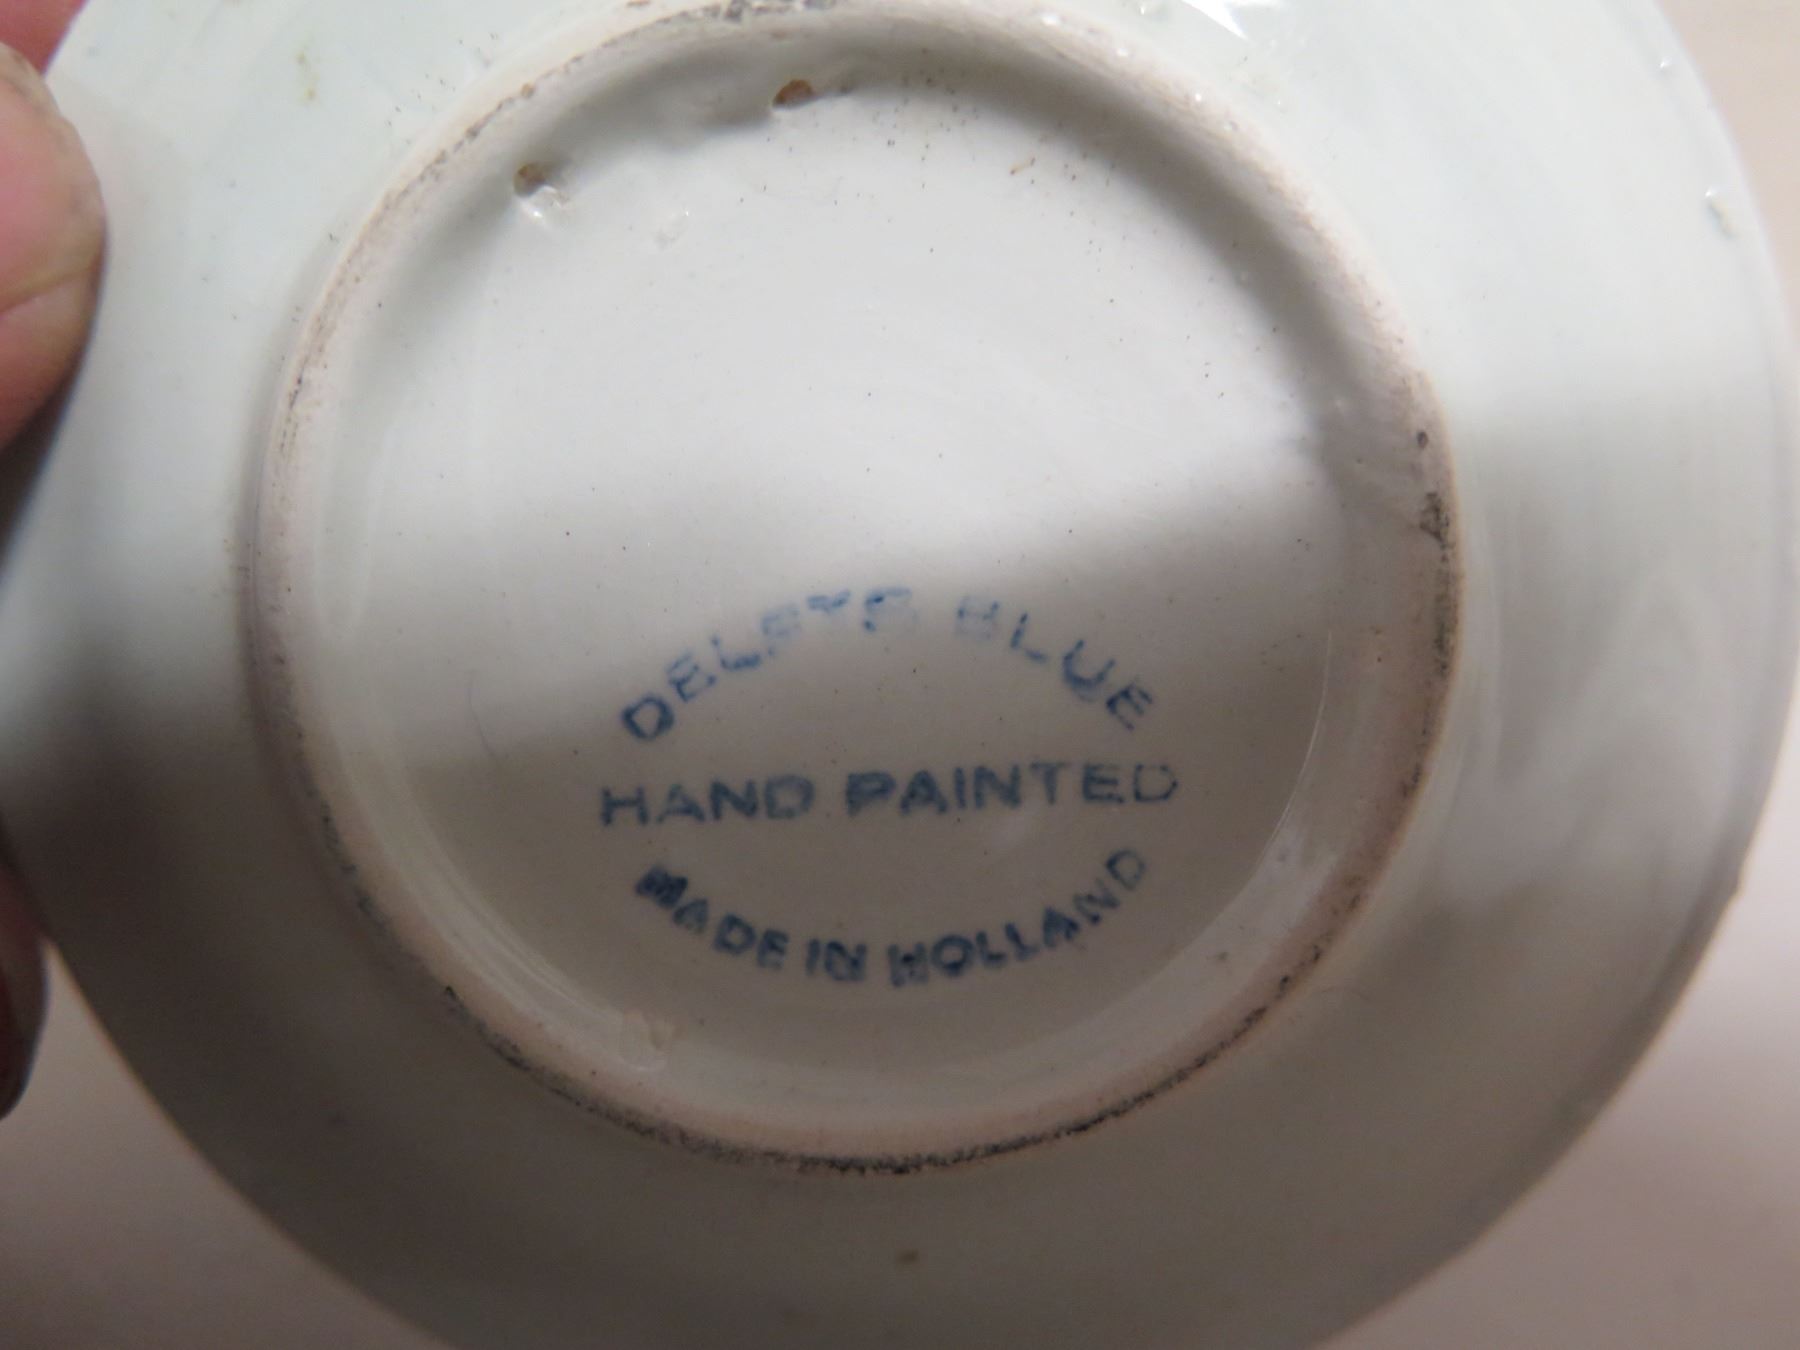 DELFTS BLUE
HAND PAINTED
MADE IN HOLLAND